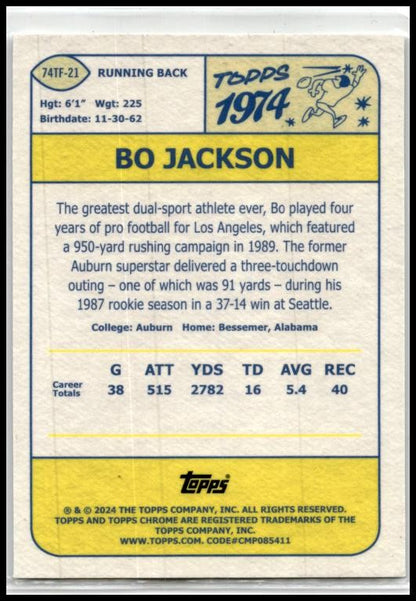 74TF-21
RUNNING BACK
Hgt: 6'1" Wgt: 225
Birthdate: 11-30-62
TOPPS
1974
BO JACKSON
The greatest dual-sport athlete ever, Bo played four
years of pro football for Los Angeles, which featured
a 950-yard rushing campaign in 1989. The former
Auburn superstar delivered a three-touchdown
outing – one of which was 91 yards – during his
1987 rookie season in a 37-14 win at Seattle.
College: Auburn Home: Bessemer, Alabama
G ATT YDS TD AVG REC
Career
Totals 38 515 2782 16 5.4 40
topps
® & © 2024 THE TOPPS COMPANY, INC. ALL RIGHTS RESERVED.
TOPPS AND TOPPS CHROME ARE REGISTERED TRADEMARKS OF THE
TOPPS COMPANY, INC.
WWW.TOPPS.COM. CODE#CMP085411